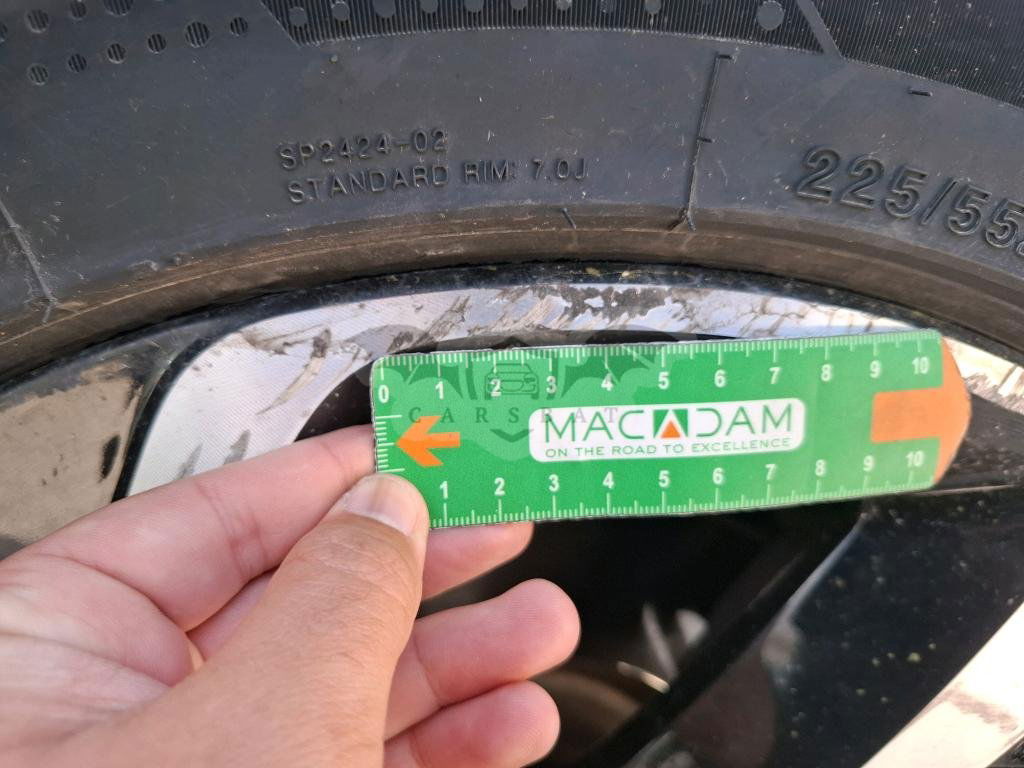 SP2424-02
STANDARD RIM: 7.0J
225/55
0 1 2 3 4 5 6 7 8 9 10
CARSBAT
MACADAM
ON THE ROAD TO EXCELLENCE
1 2 3 4 5 6 7 8 9 10